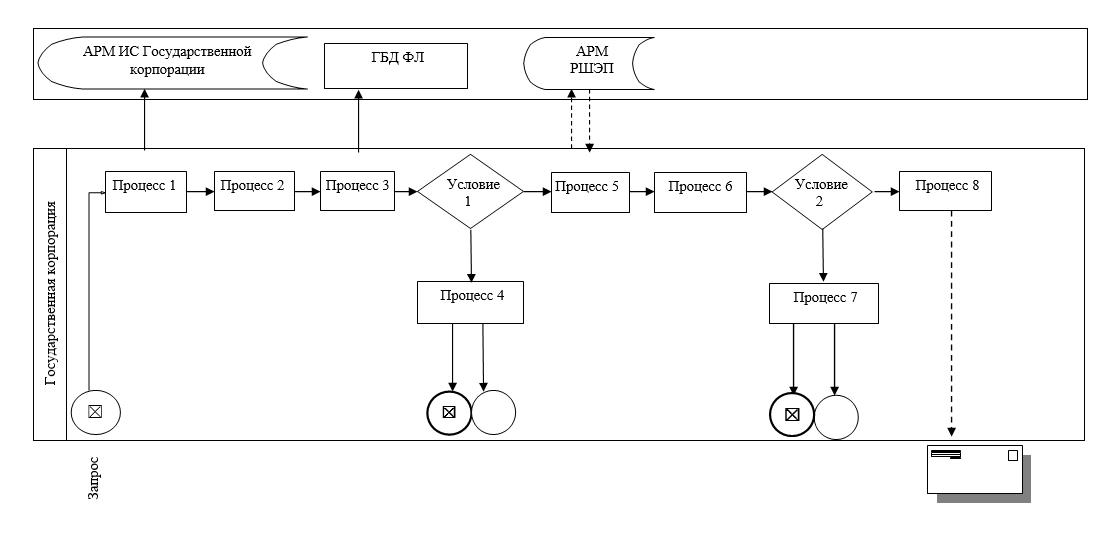 АРМ ИС Государственной
корпорации
ГБД ФЛ
АРМ
РШЭП
Государственная корпорация
Процесс 1
Процесс 2
Процесс 3
Условие
1
Процесс 5
Процесс 6
Условие
2
Процесс 8
Процесс 4
Процесс 7
Запрос